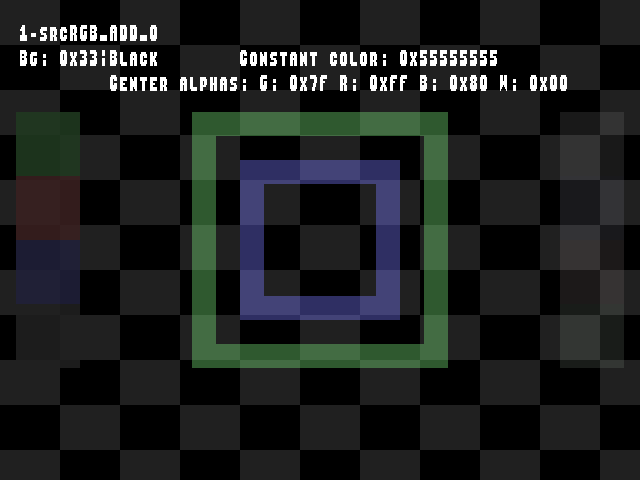 1-srcRGB_ADD_0
Bg: 0x33¦Black Constant color: 0x55555555
Center alphas: G: 0x7f R: 0xff B: 0x80 W: 0x00